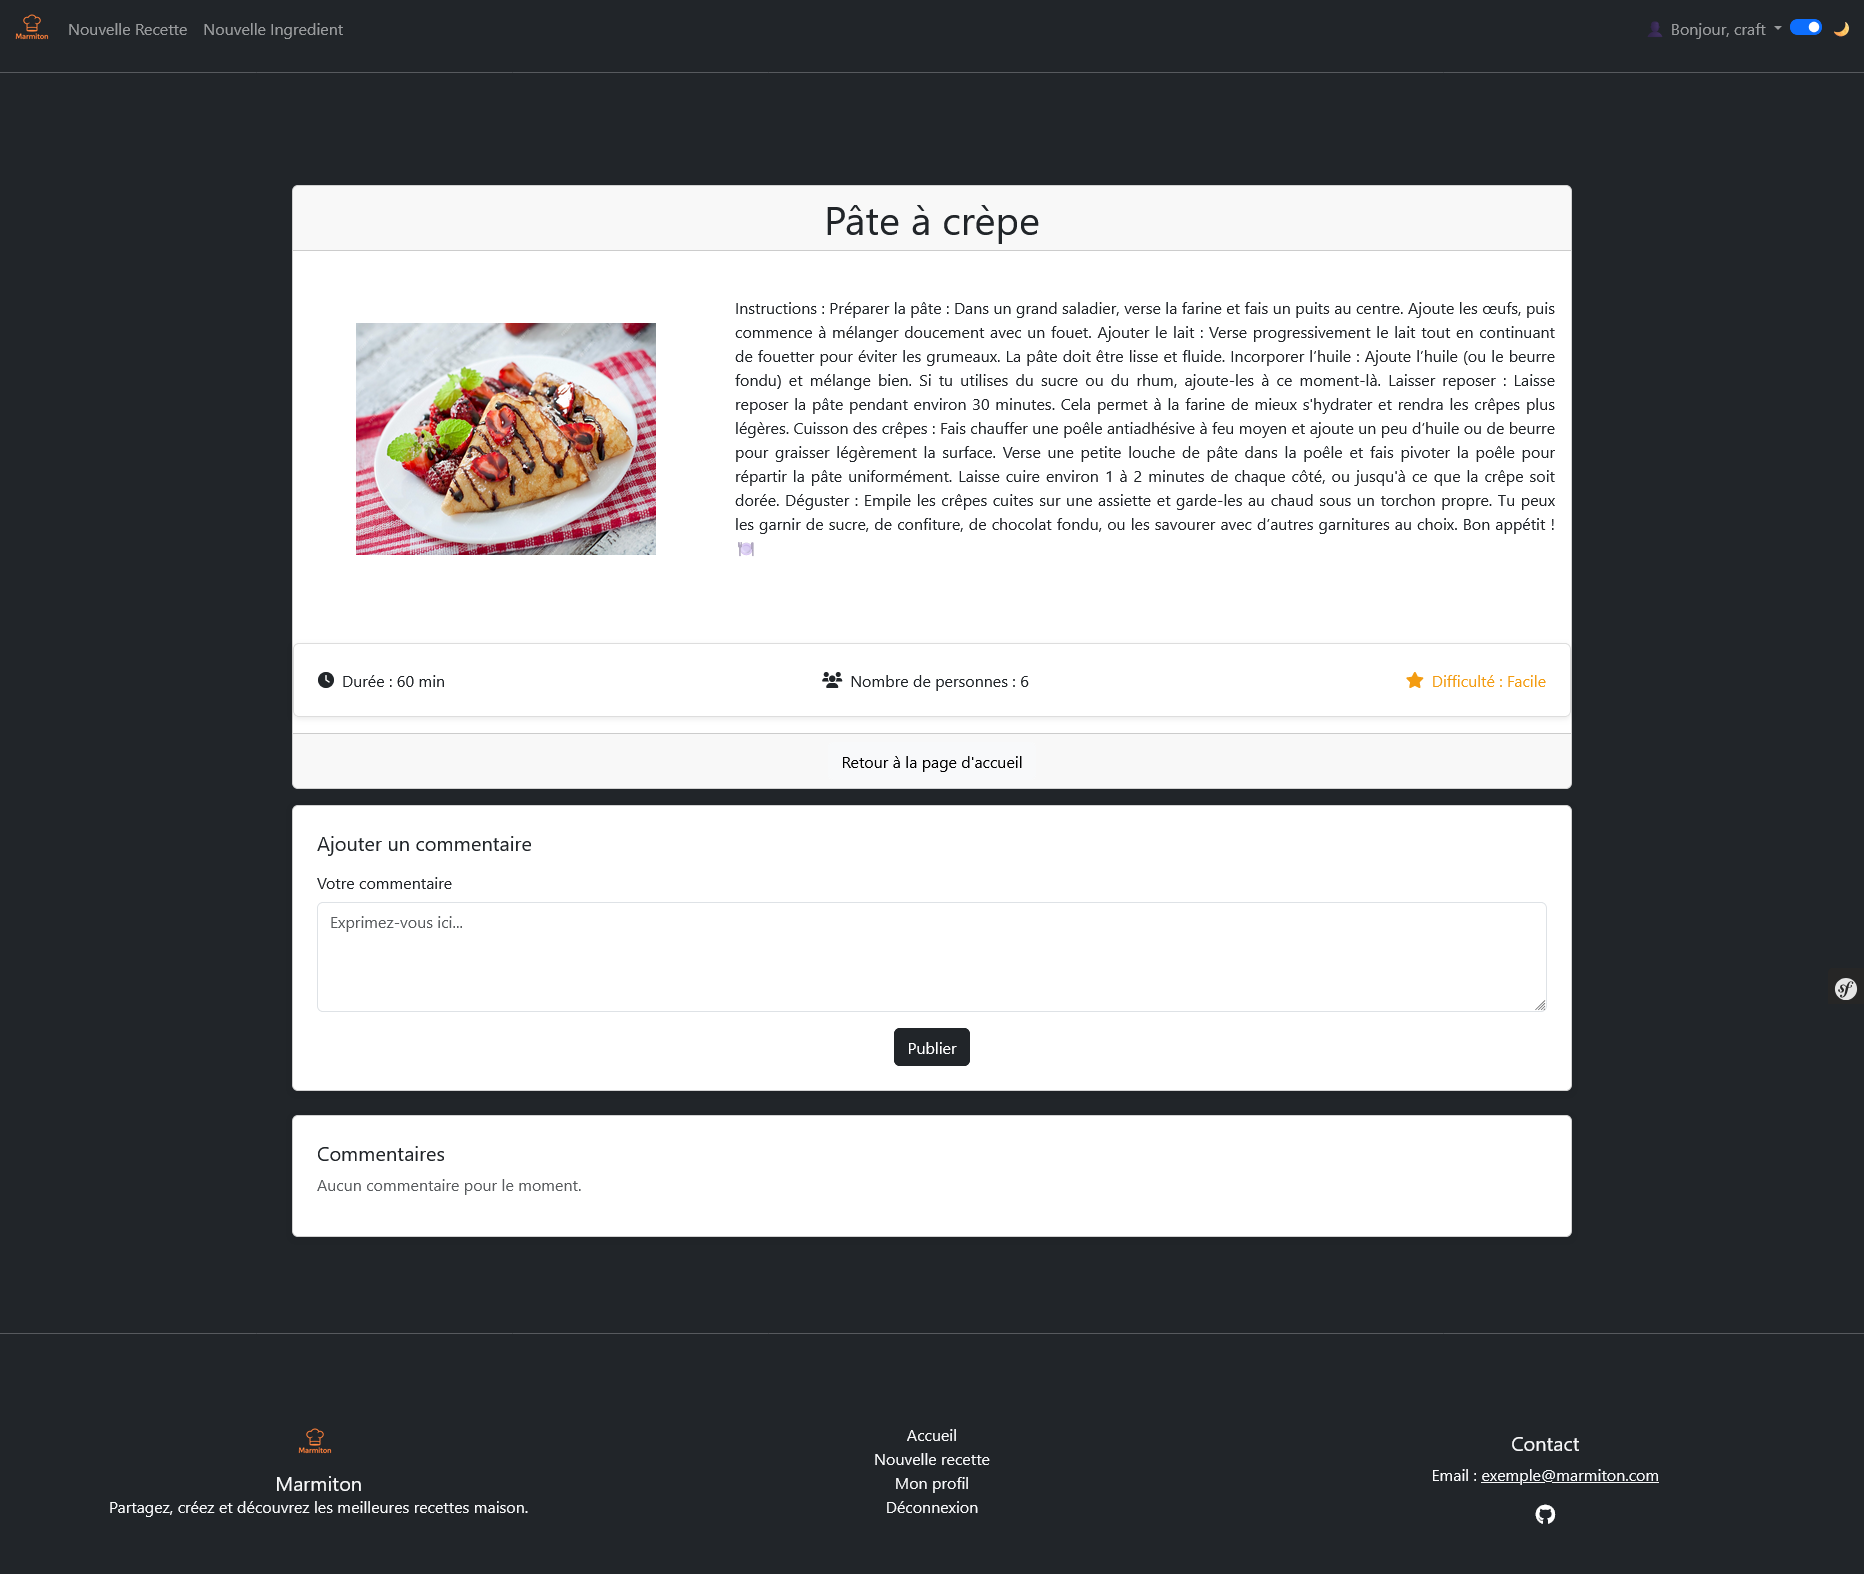 Marmiton
Nouvelle Recette
Nouvelle Ingredient
Bonjour, craft
Pâte à crèpe
Instructions : Préparer la pâte : Dans un grand saladier, verse la farine et fais un puits au centre. Ajoute les œufs, puis
commence à mélanger doucement avec un fouet. Ajouter le lait : Verse progressivement le lait tout en continuant
de fouetter pour éviter les grumeaux. La pâte doit être lisse et fluide. Incorporer l’huile : Ajoute l’huile (ou le beurre
fondu) et mélange bien. Si tu utilises du sucre ou du rhum, ajoute-les à ce moment-là. Laisser reposer : Laisse
reposer la pâte pendant environ 30 minutes. Cela permet à la farine de mieux s'hydrater et rendra les crêpes plus
légères. Cuisson des crêpes : Fais chauffer une poêle antiadhésive à feu moyen et ajoute un peu d’huile ou de beurre
pour graisser légèrement la surface. Verse une petite louche de pâte dans la poêle et fais pivoter la poêle pour
répartir la pâte uniformément. Laisse cuire environ 1 à 2 minutes de chaque côté, ou jusqu'à ce que la crêpe soit
dorée. Déguster : Empile les crêpes cuites sur une assiette et garde-les au chaud sous un torchon propre. Tu peux
les garnir de sucre, de confiture, de chocolat fondu, ou les savourer avec d’autres garnitures au choix. Bon appétit !
🍽️
Durée : 60 min
Nombre de personnes : 6
Difficulté : Facile
Retour à la page d'accueil
Ajouter un commentaire
Votre commentaire
Exprimez-vous ici...
Publier
sf
Commentaires
Aucun commentaire pour le moment.
Marmiton
Marmiton
Partagez, créez et découvrez les meilleures recettes maison.
Accueil
Nouvelle recette
Mon profil
Déconnexion
Contact
Email : exemple@marmiton.com